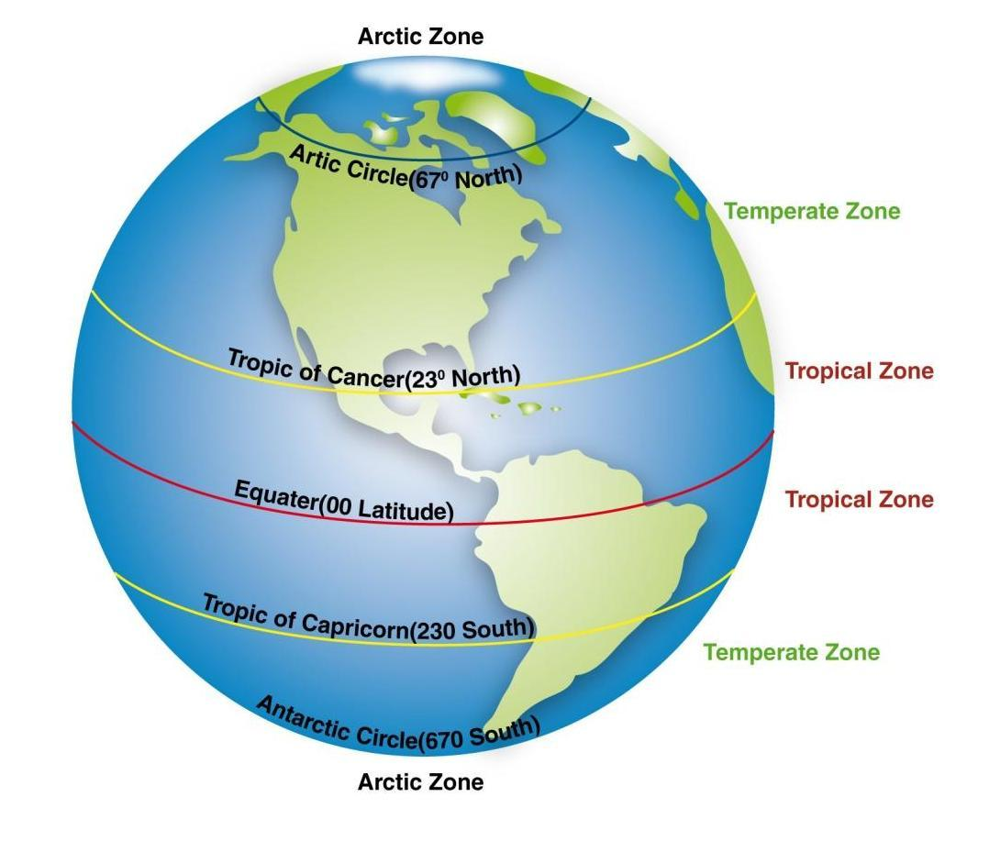 Arctic Zone
Artic Circle(67⁰ North)
Temperate Zone
Tropic of Cancer(23⁰ North)
Tropical Zone
Equater(00 Latitude)
Tropical Zone
Tropic of Capricorn(230 South)
Temperate Zone
Antarctic Circle(670 South)
Arctic Zone